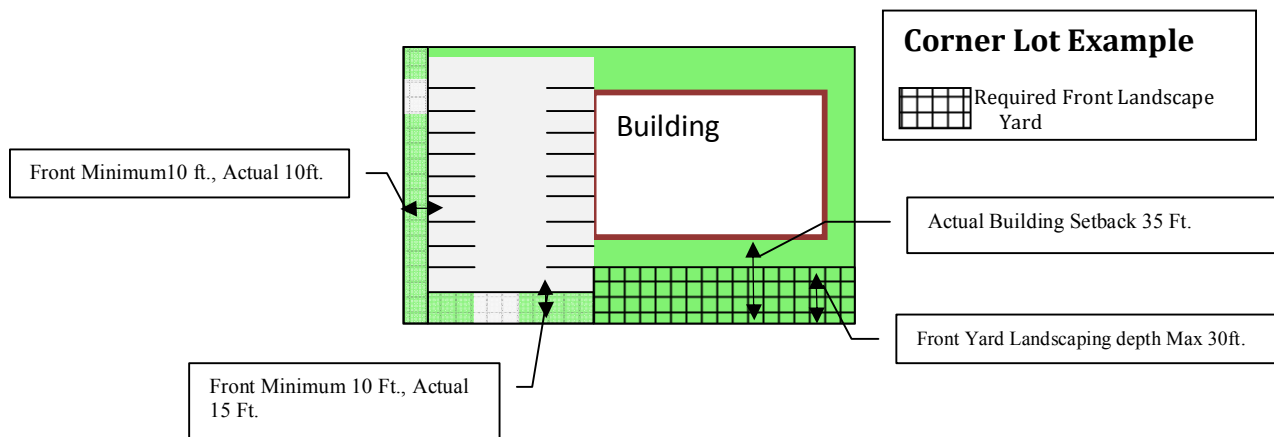 Corner Lot Example
Required Front Landscape
Yard
Building
Front Minimum10 ft., Actual 10ft.
Actual Building Setback 35 Ft.
Front Yard Landscaping depth Max 30ft.
Front Minimum 10 Ft., Actual
15 Ft.